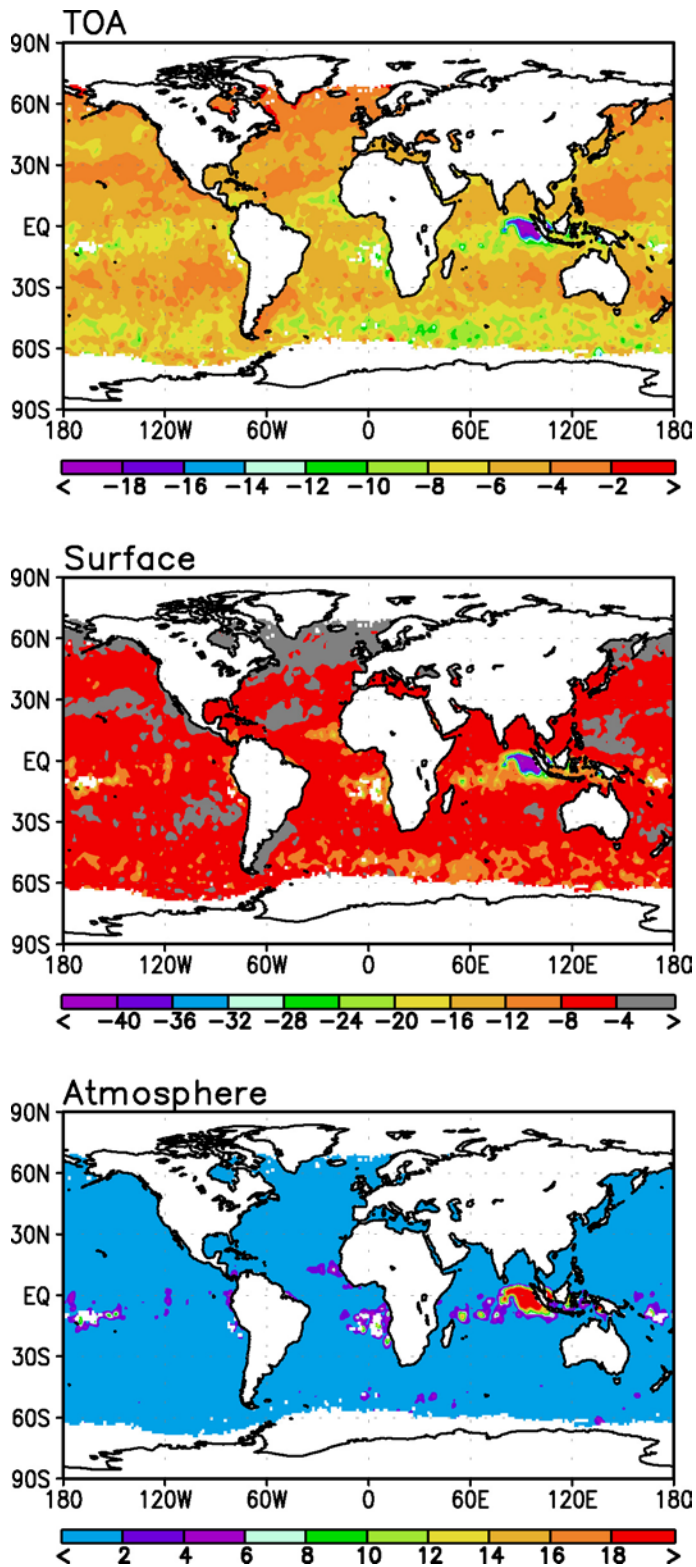 TOA
90N
60N
30N
EQ
30S
60S
90S
180 120W 60W 0 60E 120E 180
< -18 -16 -14 -12 -10 -8 -6 -4 -2 >
Surface
90N
60N
30N
EQ
30S
60S
90S
180 120W 60W 0 60E 120E 180
< -40 -36 -32 -28 -24 -20 -16 -12 -8 -4 >
Atmosphere
90N
60N
30N
EQ
30S
60S
90S
180 120W 60W 0 60E 120E 180
< 2 4 6 8 10 12 14 16 18 >